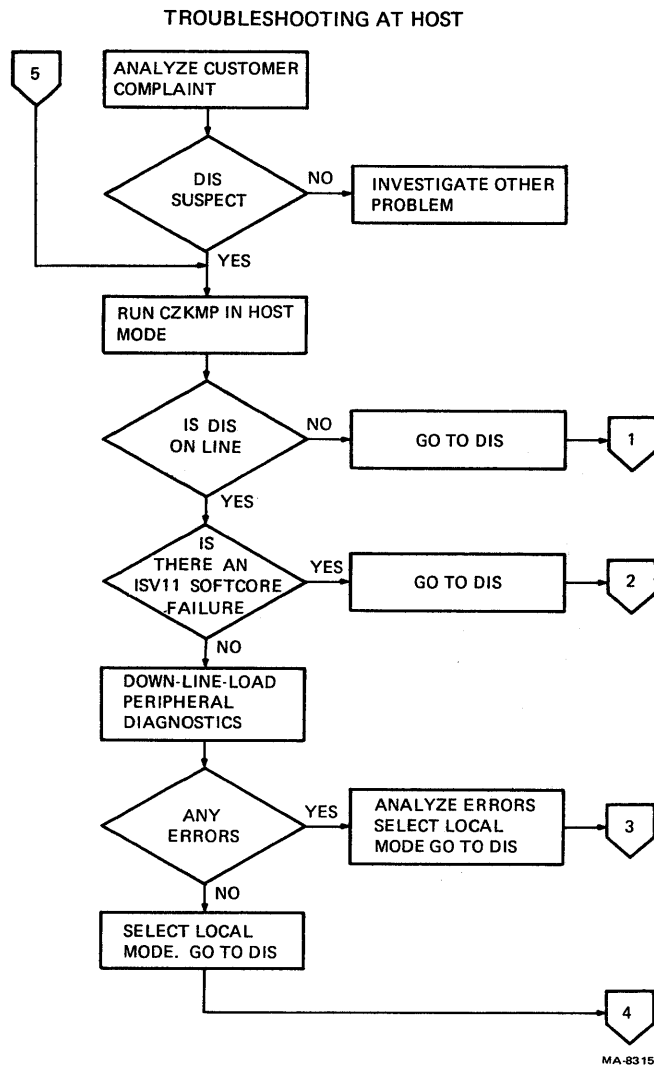 TROUBLESHOOTING AT HOST
5
ANALYZE CUSTOMER
COMPLAINT
DIS
SUSPECT
NO
INVESTIGATE OTHER
PROBLEM
YES
RUN CZKMP IN HOST
MODE
IS DIS
ON LINE
NO
GO TO DIS
1
YES
IS
THERE AN
ISV11 SOFTCORE
FAILURE
YES
GO TO DIS
2
NO
DOWN-LINE-LOAD
PERIPHERAL
DIAGNOSTICS
ANY
ERRORS
YES
ANALYZE ERRORS
SELECT LOCAL
MODE GO TO DIS
3
NO
SELECT LOCAL
MODE. GO TO DIS
4
MA-8315